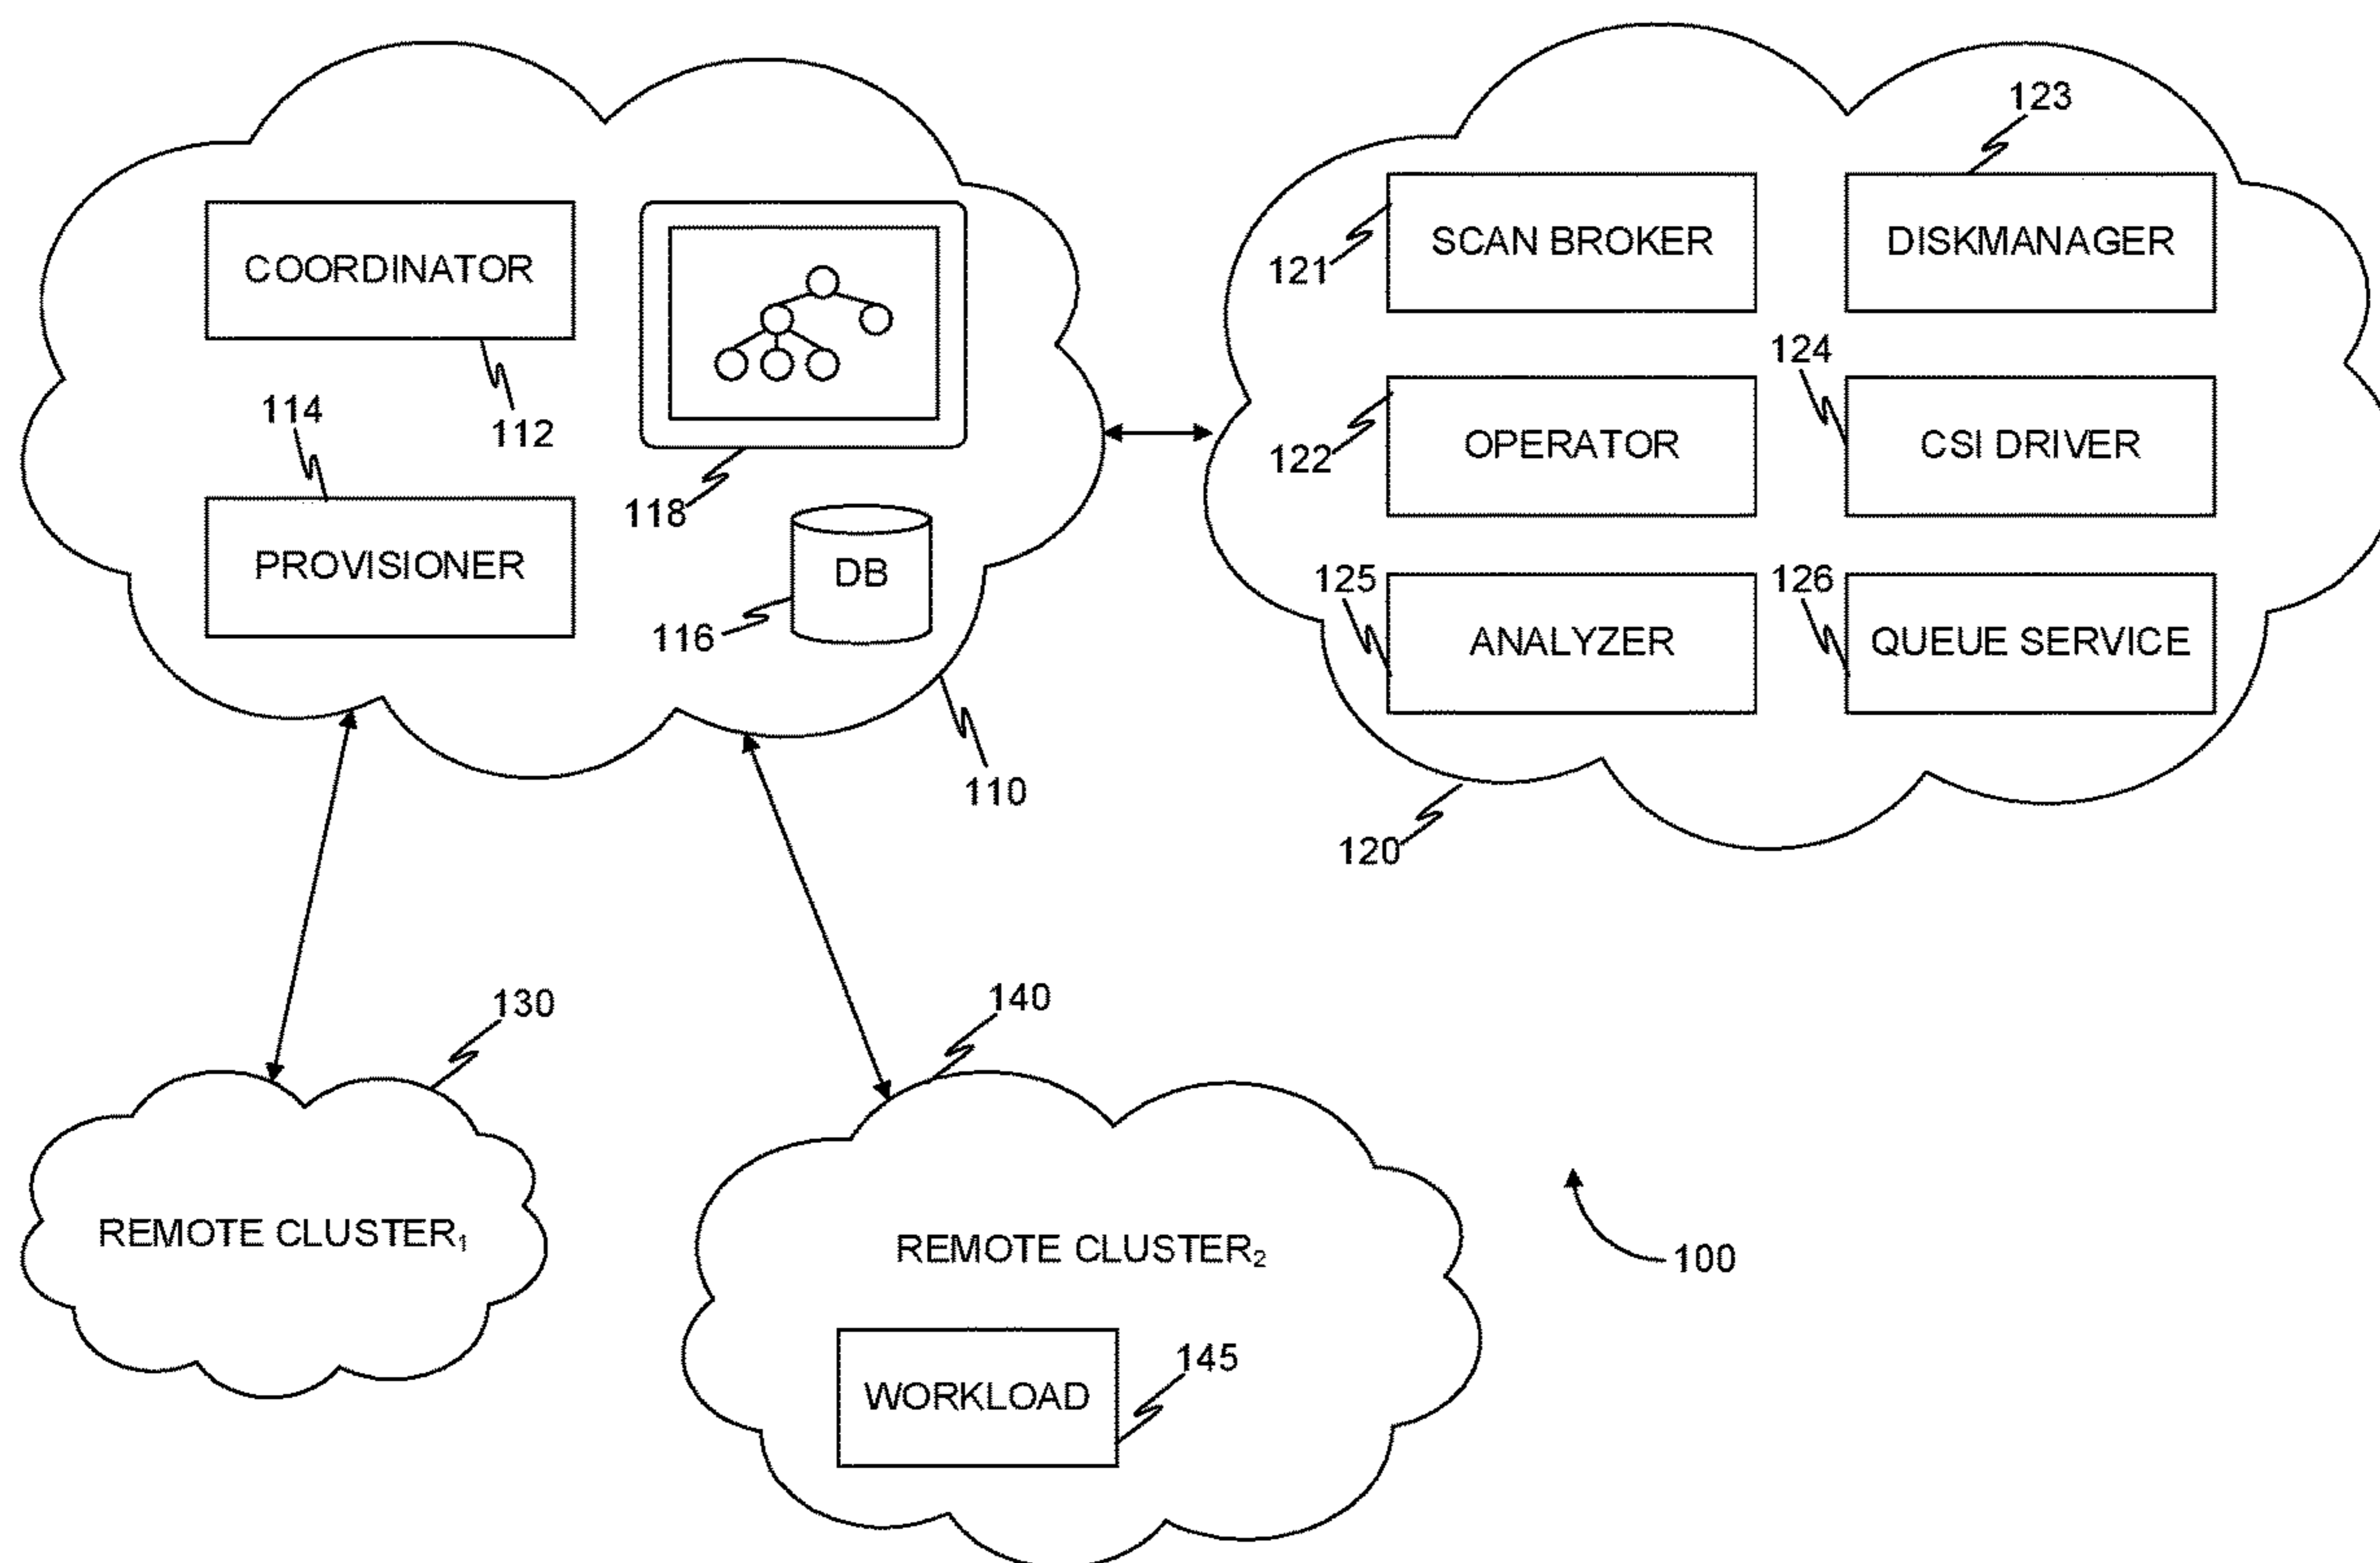 123
COORDINATOR
SCAN BROKER
DISKMANAGER
121
112
114
124
118
OPERATOR
122
CSI DRIVER
PROVISIONER
DB
116
125
ANALYZER
126
QUEUE SERVICE
110
120
130
140
REMOTE CLUSTER₁
REMOTE CLUSTER₂
100
WORKLOAD
145